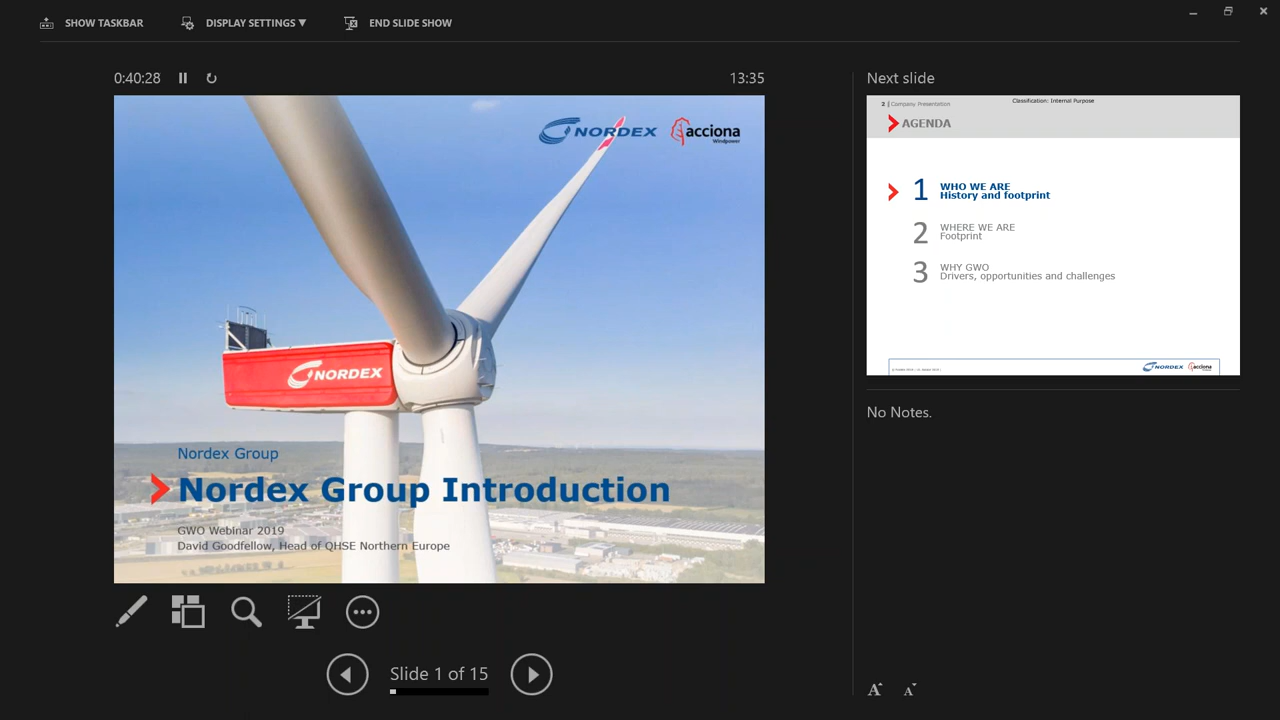 SHOW TASKBAR
DISPLAY SETTINGS ▼
END SLIDE SHOW
0:40:28
13:35
NORDEX
acciona
Windpower
NORDEX
Nordex Group
Nordex Group Introduction
GWO Webinar 2019
David Goodfellow, Head of QHSE Northern Europe
Slide 1 of 15
Next slide
2 | Company Presentation
Classification: Internal Purpose
AGENDA
1
WHO WE ARE
History and footprint
2
WHERE WE ARE
Footprint
3
WHY GWO
Drivers, opportunities and challenges
NORDEX
acciona
No Notes.
A A